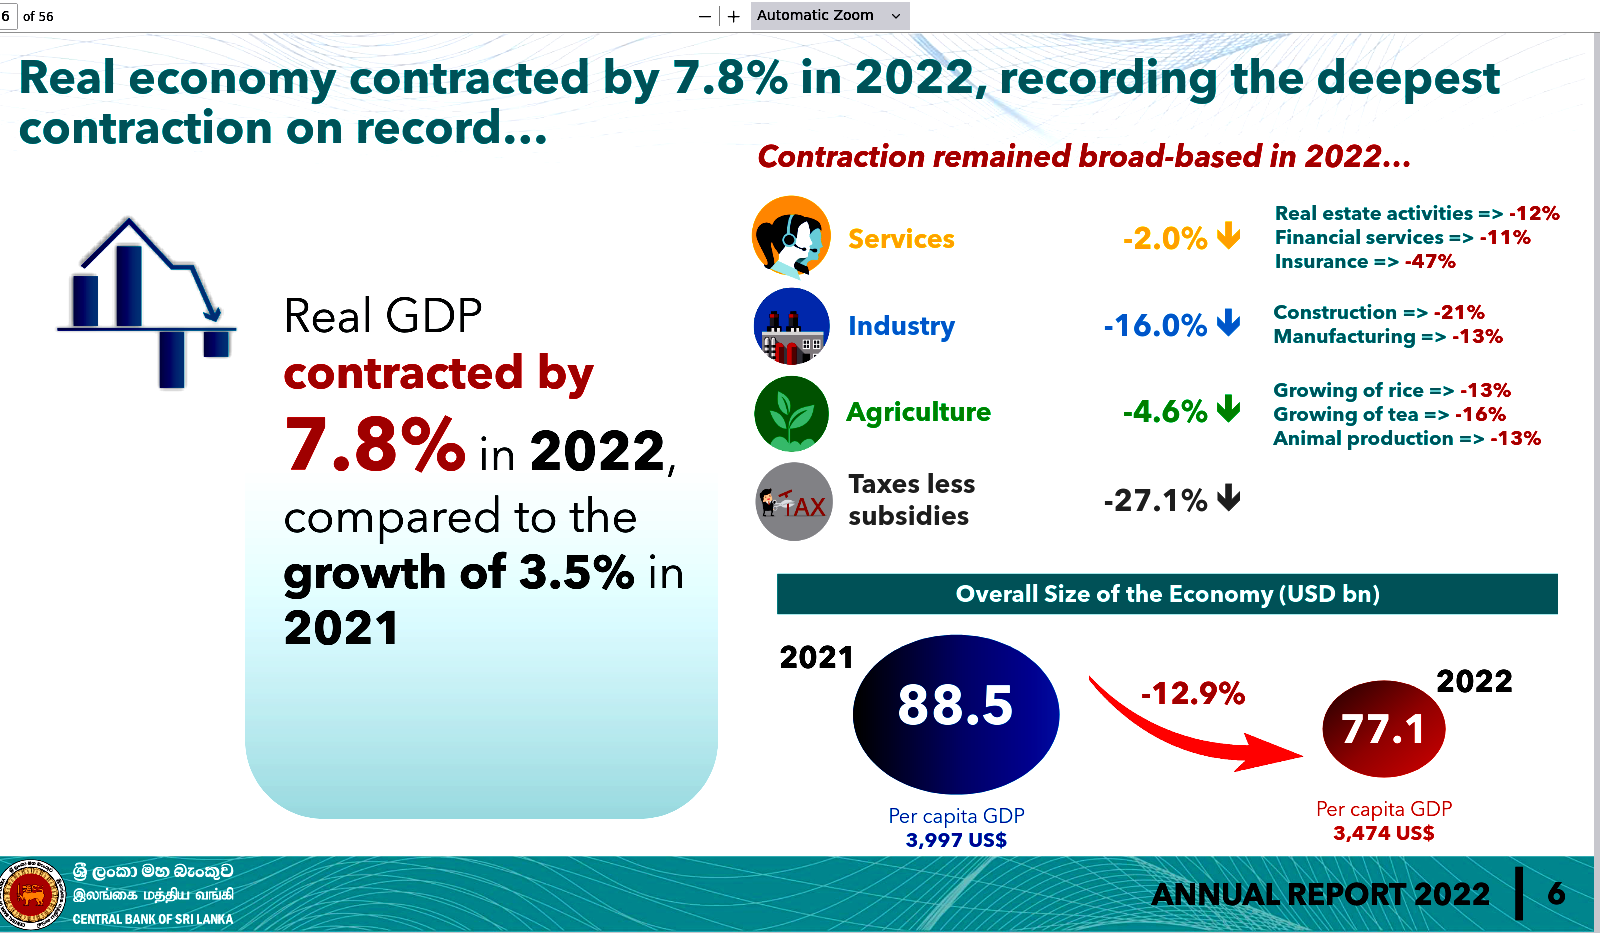 6 of 56
− + Automatic Zoom
Real economy contracted by 7.8% in 2022, recording the deepest
contraction on record...
Real GDP
contracted by
7.8% in 2022,
compared to the
growth of 3.5% in
2021
Contraction remained broad-based in 2022...
Services -2.0%
Real estate activities => -12%
Financial services => -11%
Insurance => -47%
Industry -16.0%
Construction => -21%
Manufacturing => -13%
Agriculture -4.6%
Growing of rice => -13%
Growing of tea => -16%
Animal production => -13%
TAX
Taxes less
subsidies
-27.1%
Overall Size of the Economy (USD bn)
2021
88.5
Per capita GDP
3,997 US$
-12.9%
2022
77.1
Per capita GDP
3,474 US$
ශ්‍රී ලංකා මහ බැංකුව
இலங்கை மத்திய வங்கி
CENTRAL BANK OF SRI LANKA
ANNUAL REPORT 2022 | 6